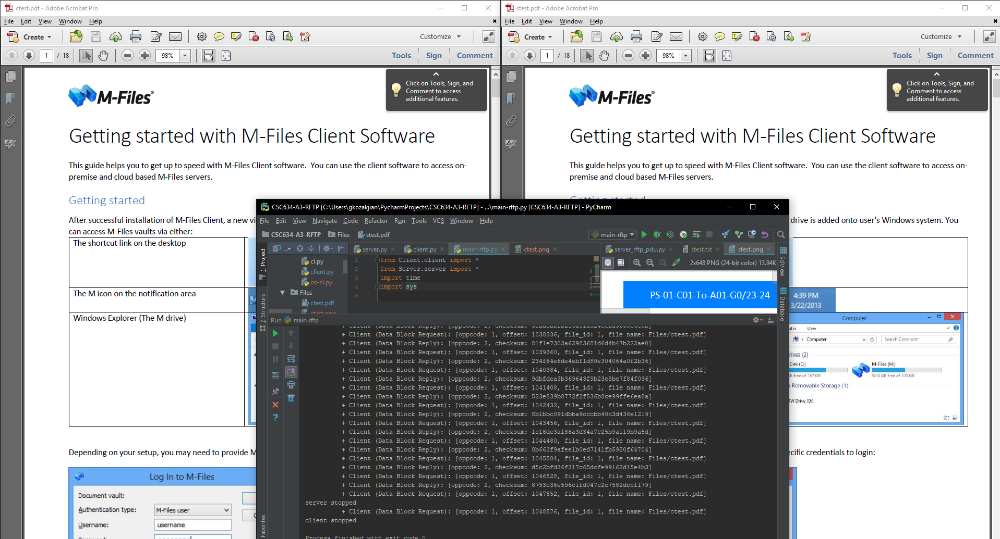 ctest.pdf - Adobe Acrobat Pro
File Edit View Window Help
Create
Customize
1 / 18
98%
Tools Sign Comment
Click on Tools, Sign, and
Comment to access
additional features.
M-Files®
Getting started with M-Files Client Software
This guide helps you to get up to speed with M-Files Client software. You can use the client software to access on-
premise and cloud based M-Files servers.
Getting started
After successful installation of M-Files Client, a new vi
can access M-Files vaults via either:
The shortcut link on the desktop
The M icon on the notification area
Windows Explorer (The M drive)
Depending on your setup, you may need to provide M
Log In to M-Files
Document vault:
Authentication type: M-Files user
Username: username
stest.pdf - Adobe Acrobat Pro
File Edit View Window Help
Create
Customize
1 / 18
98%
Tools Sign Comment
Click on Tools, Sign, and
Comment to access
additional features.
M-Files®
Getting started with M-Files Client Software
This guide helps you to get up to speed with M-Files Client software. You can use the client software to access on-
premise and cloud based M-Files servers.
drive is added onto user's Windows system. You
4:39 PM
3/22/2013
Computer
View
Computer
Search Computer
rives (2)
Disk (C:)
B free of 167 GB
M-Files (M:)
52.0 GB free of 100 GB
Removable Storage (1)
W Drive (D:)
cific credentials to login:
CSC634-A3-RFTP [C:\Users\gkozakjian\PycharmProjects\CSC634-A3-RFTP] - ...\main-rftp.py [CSC634-A3-RFTP] - PyCharm
File Edit View Navigate Code Refactor Run Tools VCS Window Help
CSC634-A3-RFTP Files stest.pdf
main-rftp
1: Project
7: Structure
Favorites
SciView
Database
cl.py
client.py
os-cl.py
Files
ctest.pdf
ctest.png
server.py client.py main-rftp.py ctest.png
1 from Client.client import *
2 from Server.server import *
3 import time
4 import sys
5
server_rftp_pdu.py stest.txt stest.png
2x648 PNG (24-bit color) 13.94K
PS-01-C01-To-A01-G0/23-24
Run main-rftp
+ Client (Data Block Request): [oppcode: 1, offset: 1038336, file_id: 1, file name: Files/ctest.pdf]
+ Client (Data Block Reply): [oppcode: 2, checksum: 81f1e7303a62983681d6d4b47b222ae0]
+ Client (Data Block Request): [oppcode: 1, offset: 1039360, file_id: 1, file name: Files/ctest.pdf]
+ Client (Data Block Reply): [oppcode: 2, checksum: 234f64e6de4ebf1d80e304064a0f2b36]
+ Client (Data Block Request): [oppcode: 1, offset: 1040384, file_id: 1, file name: Files/ctest.pdf]
+ Client (Data Block Reply): [oppcode: 2, checksum: 9dbfdea3b369643f9b23e8be7f84f036]
+ Client (Data Block Request): [oppcode: 1, offset: 1041408, file_id: 1, file name: Files/ctest.pdf]
+ Client (Data Block Reply): [oppcode: 2, checksum: 523e839b8772f2f536b8ce99ffe6ea8a]
+ Client (Data Block Request): [oppcode: 1, offset: 1042432, file_id: 1, file name: Files/ctest.pdf]
+ Client (Data Block Reply): [oppcode: 2, checksum: 8b1bbc091dbba9cccbb40c3d436e1219]
+ Client (Data Block Request): [oppcode: 1, offset: 1043456, file_id: 1, file name: Files/ctest.pdf]
+ Client (Data Block Reply): [oppcode: 2, checksum: 1c18de3a186a3d34a7c25b9a119b9a5d]
+ Client (Data Block Request): [oppcode: 1, offset: 1044480, file_id: 1, file name: Files/ctest.pdf]
+ Client (Data Block Reply): [oppcode: 2, checksum: 0b663f9afee1b0ed7141fb5920f64704]
+ Client (Data Block Request): [oppcode: 1, offset: 1045504, file_id: 1, file name: Files/ctest.pdf]
+ Client (Data Block Reply): [oppcode: 2, checksum: d5c2bfd36f317c65dcfe99162d15e4b3]
+ Client (Data Block Request): [oppcode: 1, offset: 1046528, file_id: 1, file name: Files/ctest.pdf]
+ Client (Data Block Reply): [oppcode: 2, checksum: 8753c36e596c1fd047c2c7582dccf179]
+ Client (Data Block Request): [oppcode: 1, offset: 1047552, file_id: 1, file name: Files/ctest.pdf]
server stopped
+ Client (Data Block Request): [oppcode: 1, offset: 1048576, file_id: 1, file name: Files/ctest.pdf]
client stopped
Process finished with exit code 0